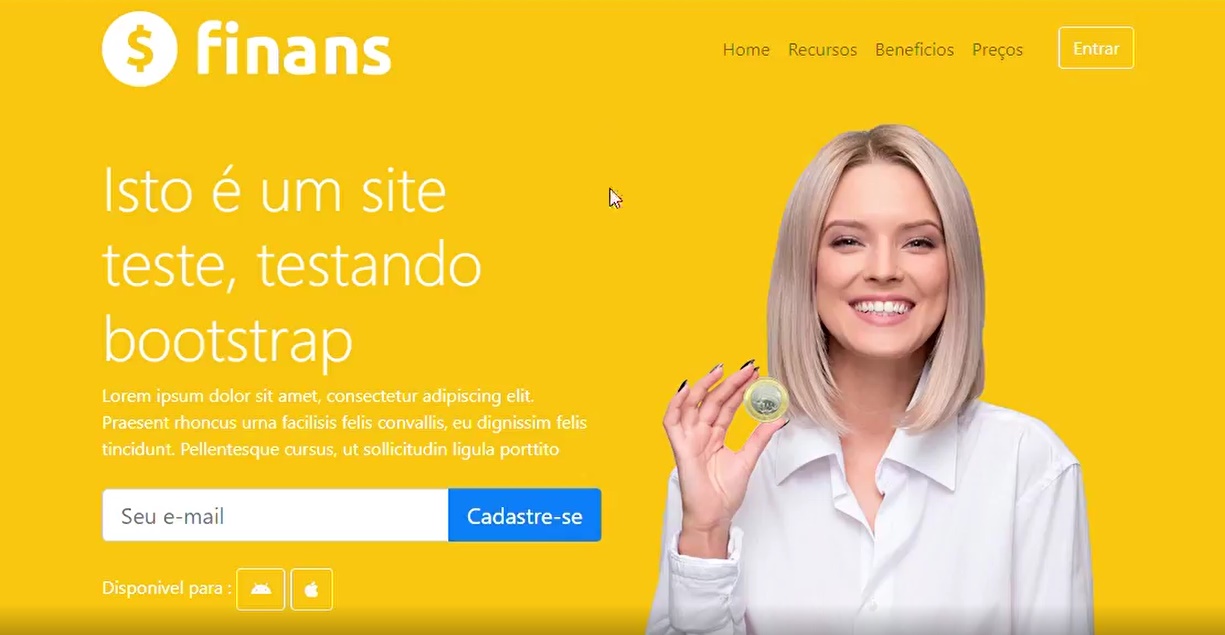 $ finans
Home Recursos Beneficios Preços Entrar
Isto é um site
teste, testando
bootstrap
Lorem ipsum dolor sit amet, consectetur adipiscing elit.
Praesent rhoncus urna facilisis felis convallis, eu dignissim felis
tincidunt. Pellentesque cursus, ut sollicitudin ligula porttito
Seu e-mail Cadastre-se
Disponivel para :